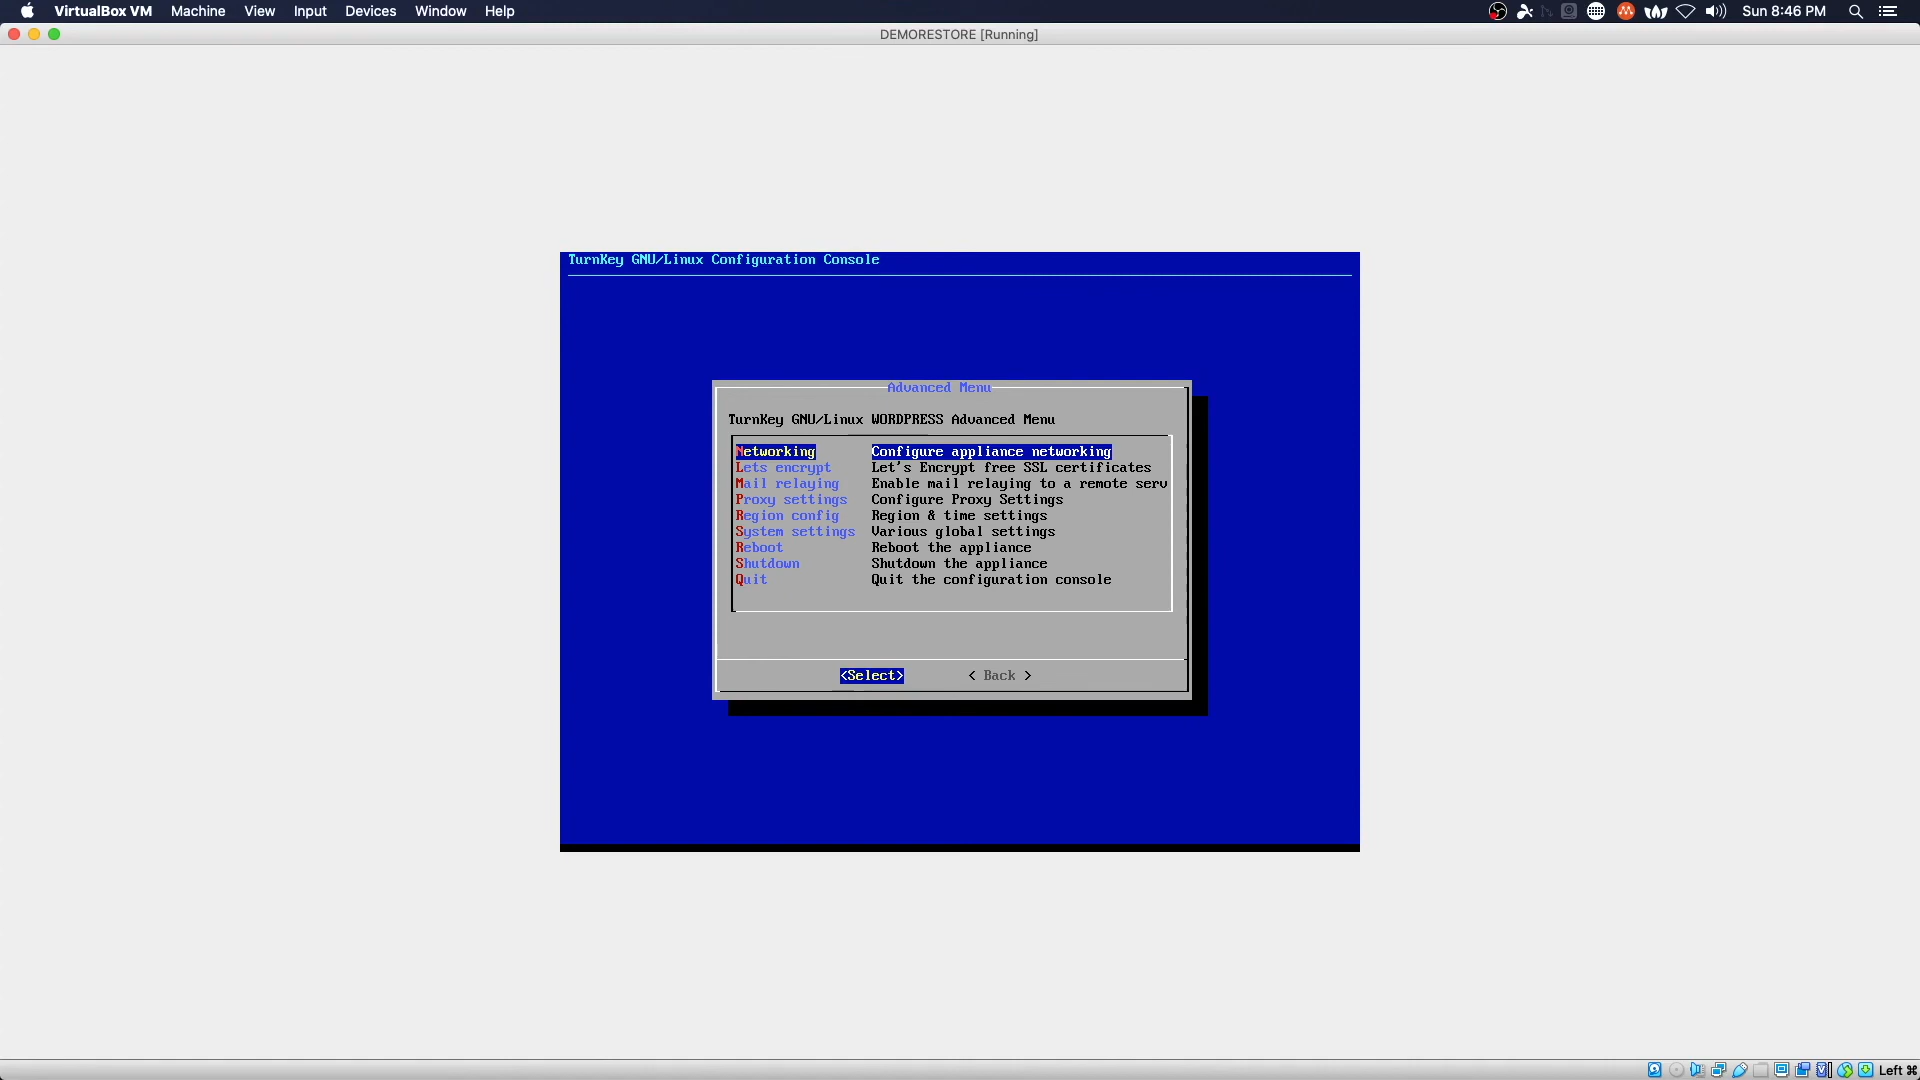 VirtualBox VM Machine View Input Devices Window Help Sun 8:46 PM
DEMORESTORE [Running]
TurnKey GNU/Linux Configuration Console
Advanced Menu
TurnKey GNU/Linux WORDPRESS Advanced Menu
Networking Configure appliance networking
Lets encrypt Let's Encrypt free SSL certificates
Mail relaying Enable mail relaying to a remote serv
Proxy settings Configure Proxy Settings
Region config Region & time settings
System settings Various global settings
Reboot Reboot the appliance
Shutdown Shutdown the appliance
Quit Quit the configuration console
<Select> < Back >
Left ⌘